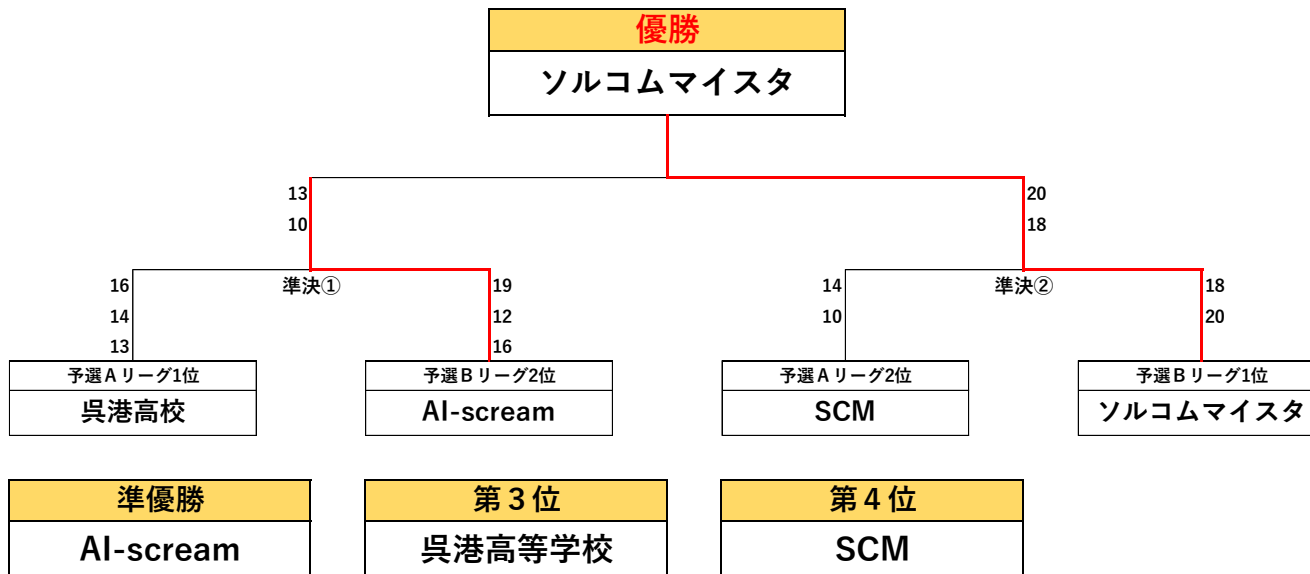 優勝
ソルコムマイスタ
13 20
10 18
16 準決① 19 14 準決② 18
14 12 10 20
13 16
予選Aリーグ1位 予選Bリーグ2位 予選Aリーグ2位 予選Bリーグ1位
呉港高校 AI-scream SCM ソルコムマイスタ
準優勝 第３位 第４位
AI-scream 呉港高等学校 SCM